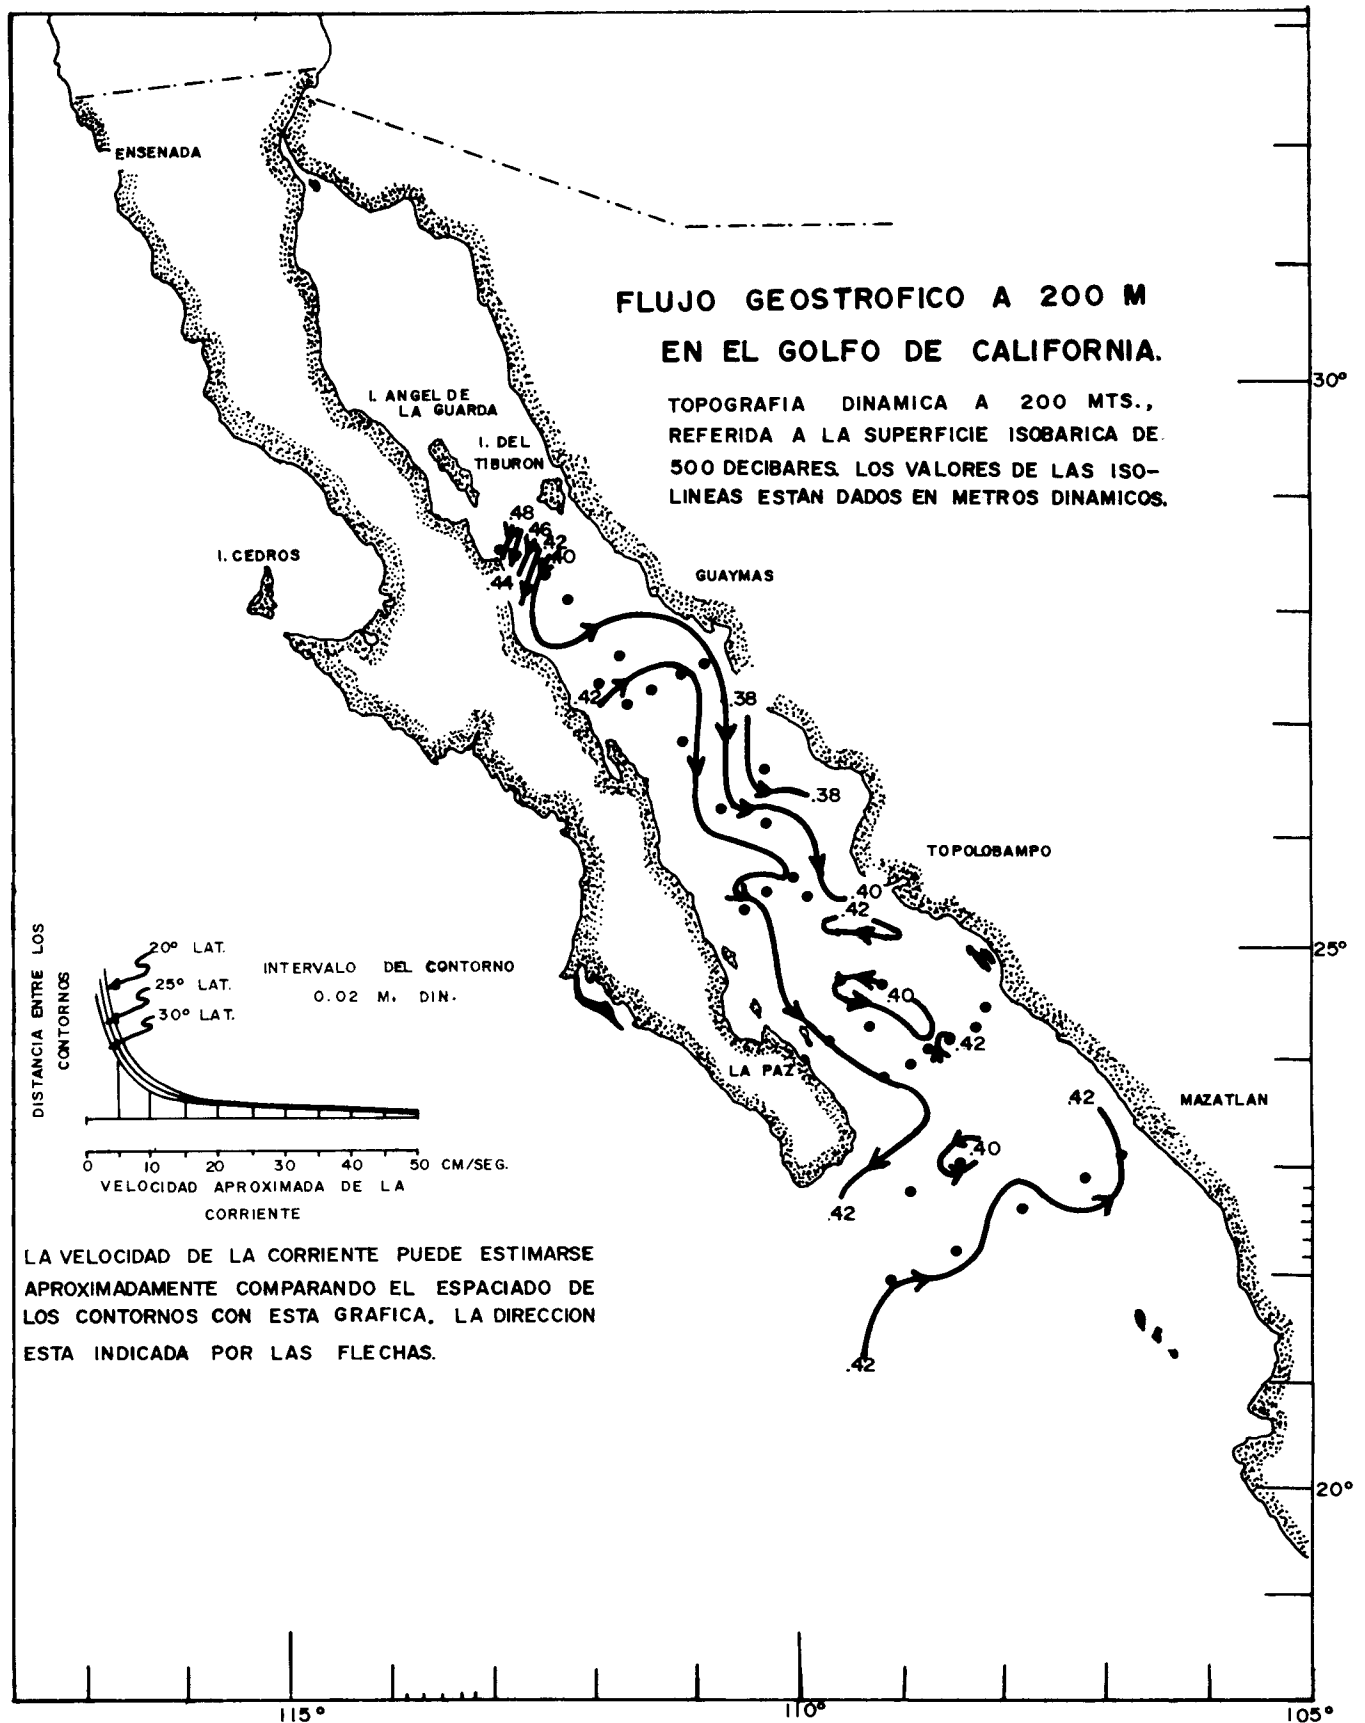 ENSENADA
FLUJO GEOSTROFICO A 200 M
EN EL GOLFO DE CALIFORNIA.
30°
TOPOGRAFIA DINAMICA A 200 MTS.,
REFERIDA A LA SUPERFICIE ISOBARICA DE
500 DECIBARES. LOS VALORES DE LAS ISO-
LINEAS ESTAN DADOS EN METROS DINAMICOS.
I. ANGEL DE
LA GUARDA
I. DEL
TIBURON
.48
.46
.42
.40
.44
I. CEDROS
GUAYMAS
.42
.38
.38
TOPOLOBAMPO
.40
.42
25°
.40
.42
LA PAZ
.42
MAZATLAN
.40
.42
.42
20°
DISTANCIA ENTRE LOS
CONTORNOS
20° LAT.
25° LAT.
30° LAT.
INTERVALO DEL CONTORNO
0.02 M. DIN.
0 5 10 20 30 40 50 CM/SEG.
VELOCIDAD APROXIMADA DE LA
CORRIENTE
LA VELOCIDAD DE LA CORRIENTE PUEDE ESTIMARSE
APROXIMADAMENTE COMPARANDO EL ESPACIADO DE
LOS CONTORNOS CON ESTA GRAFICA. LA DIRECCION
ESTA INDICADA POR LAS FLECHAS.
115° 110° 105°